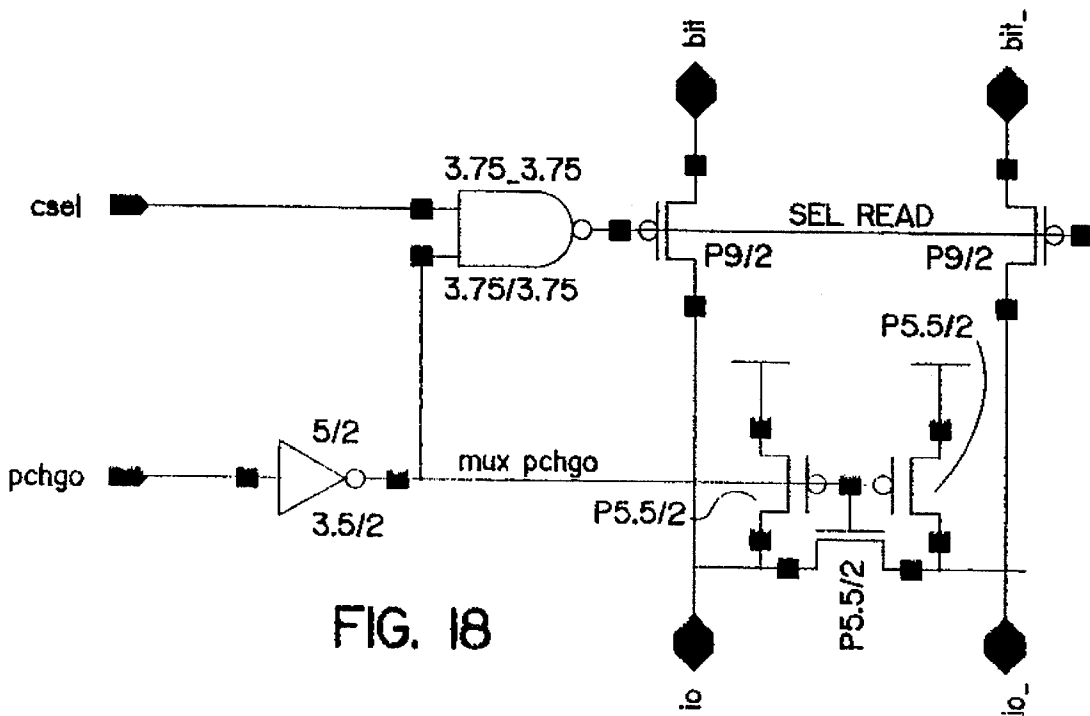 bit
bit_
3.75_3.75
csel
SEL READ
P9/2
P9/2
3.75/3.75
P5.5/2
5/2
pchgo
mux pchgo
3.5/2
P5.5/2
P5.5/2
FIG. 18
io
io_